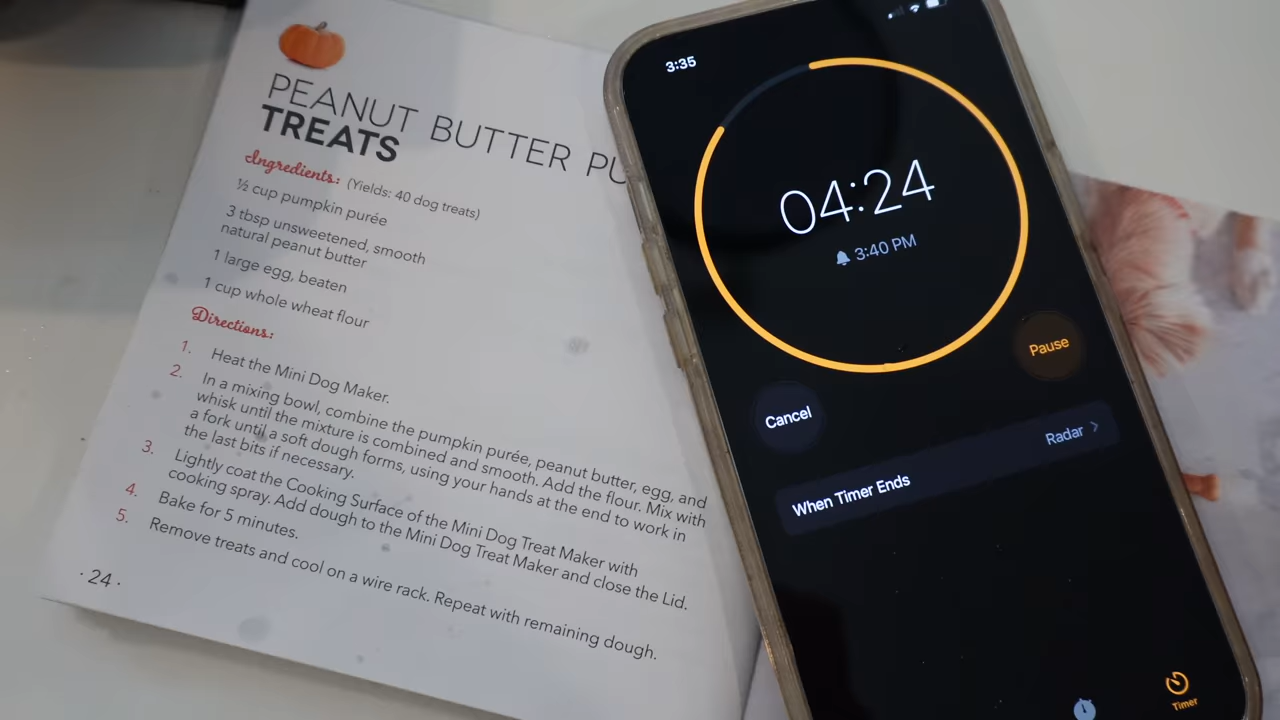 PEANUT BUTTER PU
TREATS
Ingredients: (Yields: 40 dog treats)
½ cup pumpkin purée
3 tbsp unsweetened, smooth
natural peanut butter
1 large egg, beaten
1 cup whole wheat flour
Directions:
1. Heat the Mini Dog Maker.
2. In a mixing bowl, combine the pumpkin purée, peanut butter, egg, and
whisk until the mixture is combined and smooth. Add the flour. Mix with
a fork until a soft dough forms, using your hands at the end to work in
the last bits if necessary.
3. Lightly coat the Cooking Surface of the Mini Dog Treat Maker with
cooking spray. Add dough to the Mini Dog Treat Maker and close the Lid.
4. Bake for 5 minutes.
5. Remove treats and cool on a wire rack. Repeat with remaining dough.
· 24 ·
3:35
04:24
3:40 PM
Pause
Cancel
When Timer Ends Radar
Timer